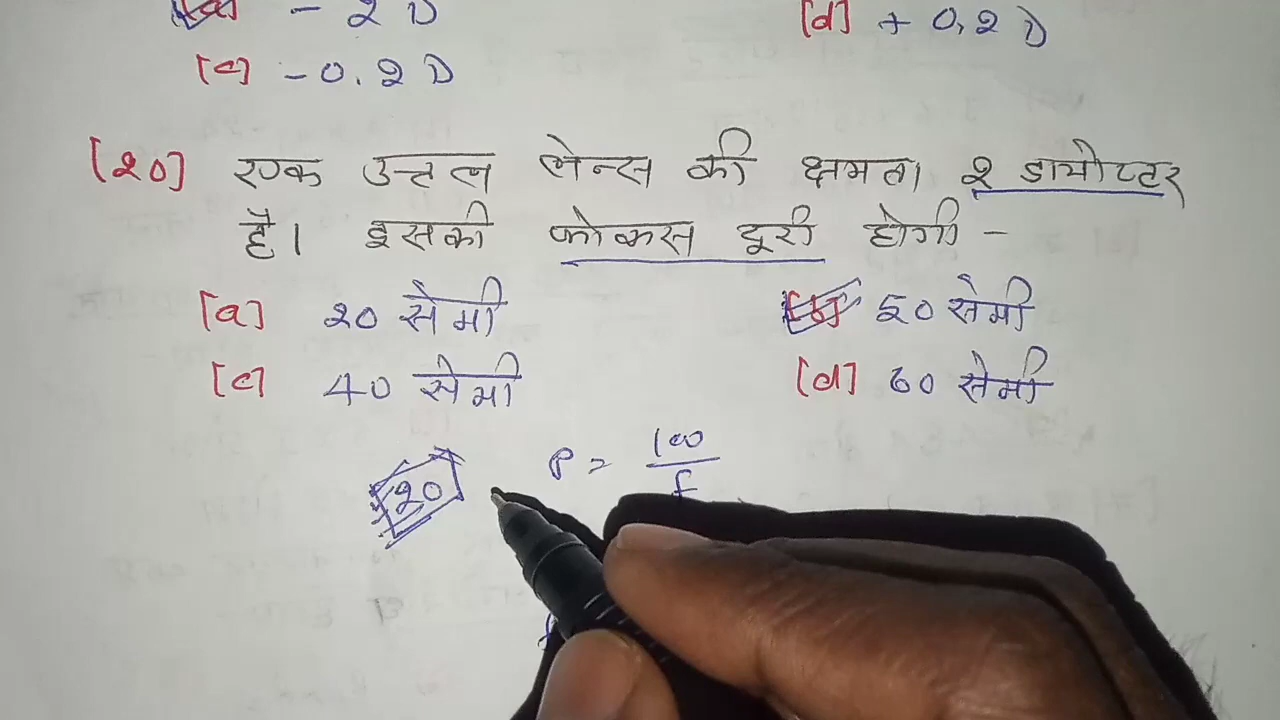 - 2 D
[d] + 0.2 D
[c] - 0.2 D
[20] एक उत्तल लेन्स की क्षमता 2 डायोप्टर
है। इसकी फोकस दूरी होगी -
[a] 20 सेमी
[b] 50 सेमी
[c] 40 सेमी
[d] 60 सेमी
20
P = 100/f